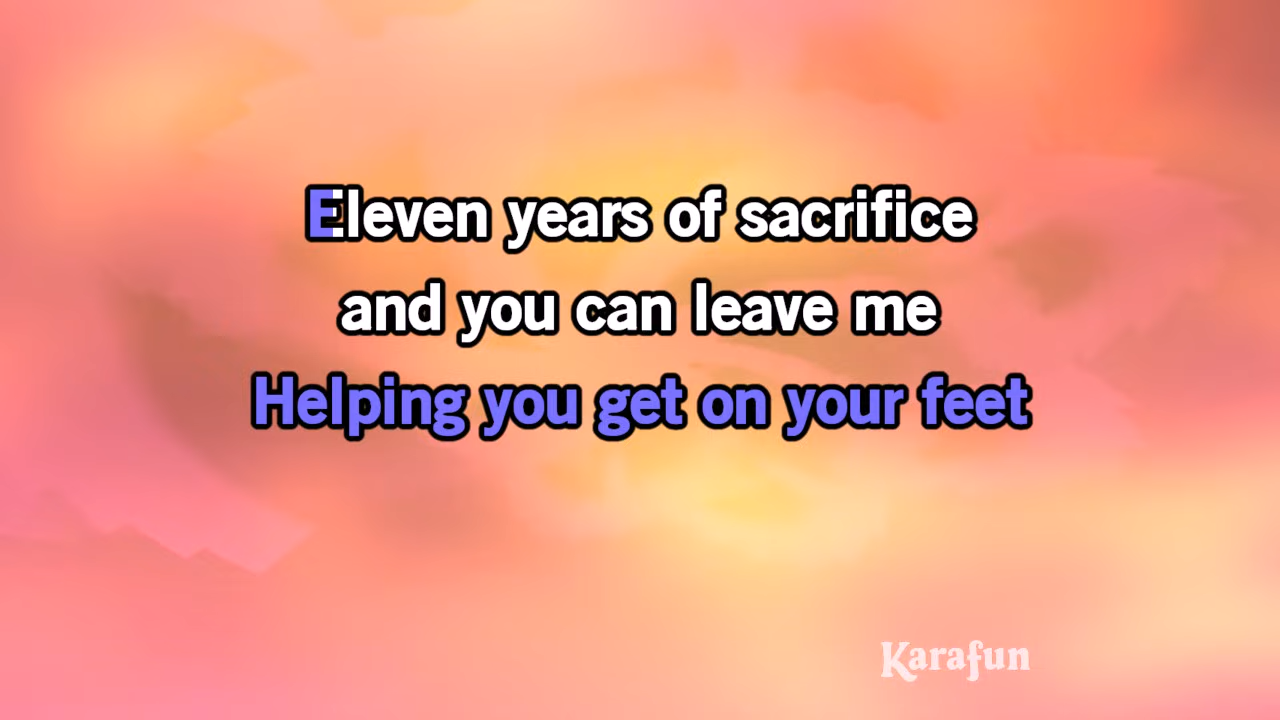 Eleven years of sacrifice
and you can leave me
Helping you get on your feet
Karafun